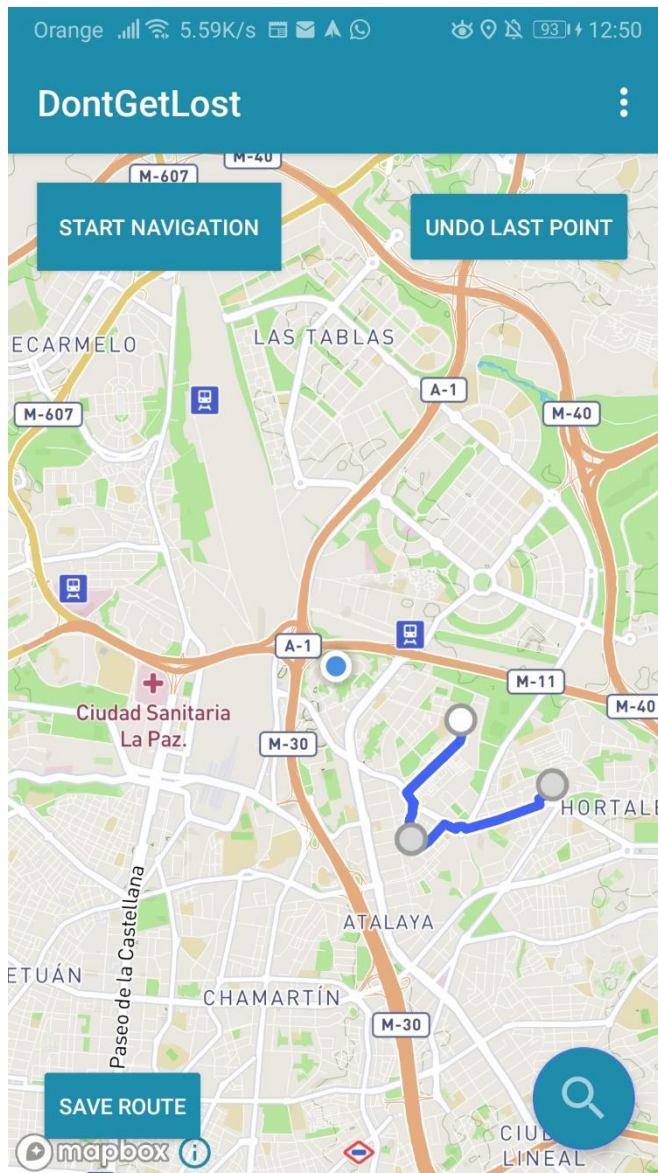 Orange 5.59K/s 93 12:50
DontGetLost
M-40
M-607
START NAVIGATION
UNDO LAST POINT
ECARMELO
LAS TABLAS
A-1
M-607
M-40
A-1
M-11
M-40
Ciudad Sanitaria
La Paz.
M-30
HORTALE
Paseo de la Castellana
ATALAYA
ETUÁN
CHAMARTÍN
M-30
SAVE ROUTE
mapbox
CIUD
LINEAL